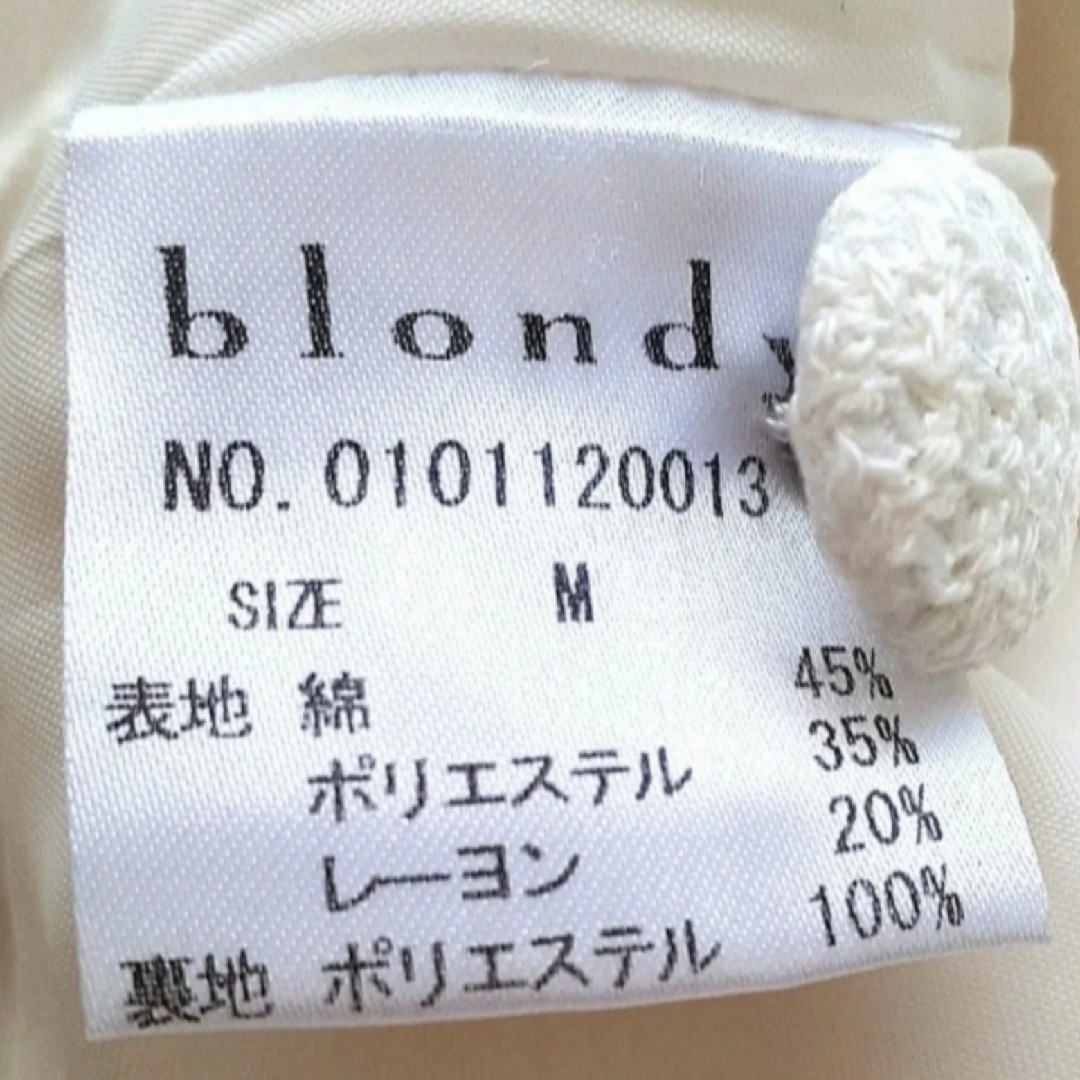 blondy
NO. 0101120013
SIZE M
表地 綿 45%
ポリエステル 35%
レーヨン 20%
裏地 ポリエステル 100%